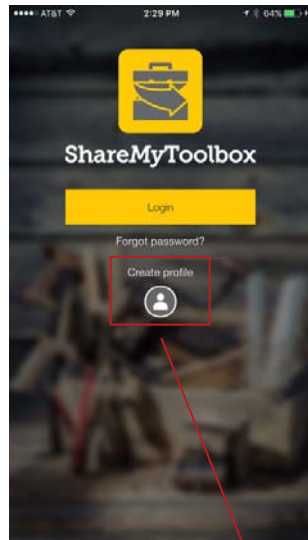 AT&T 2:29 PM 64%
ShareMyToolbox
Login
Forgot password?
Create profile